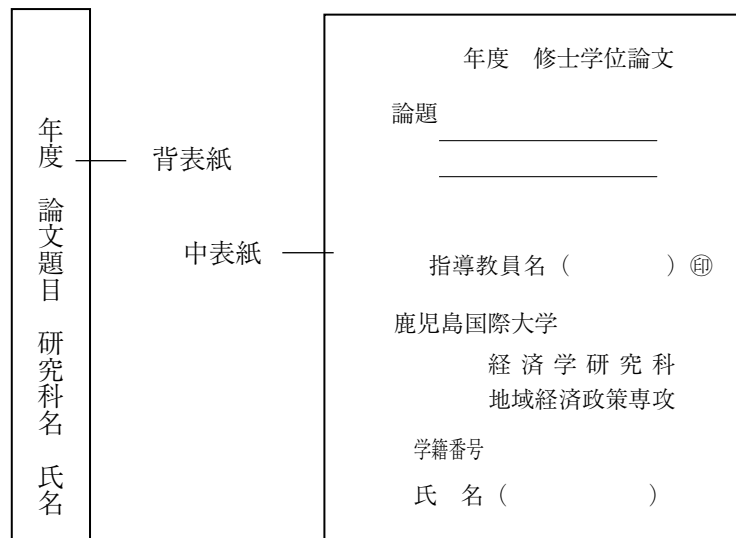 年度　論文題目　研究科名　氏名
背表紙
中表紙
年度　修士学位論文
論題
指導教員名（　　　　）㊞
鹿児島国際大学
経済学研究科
地域経済政策専攻
学籍番号
氏　名（　　　　　　）